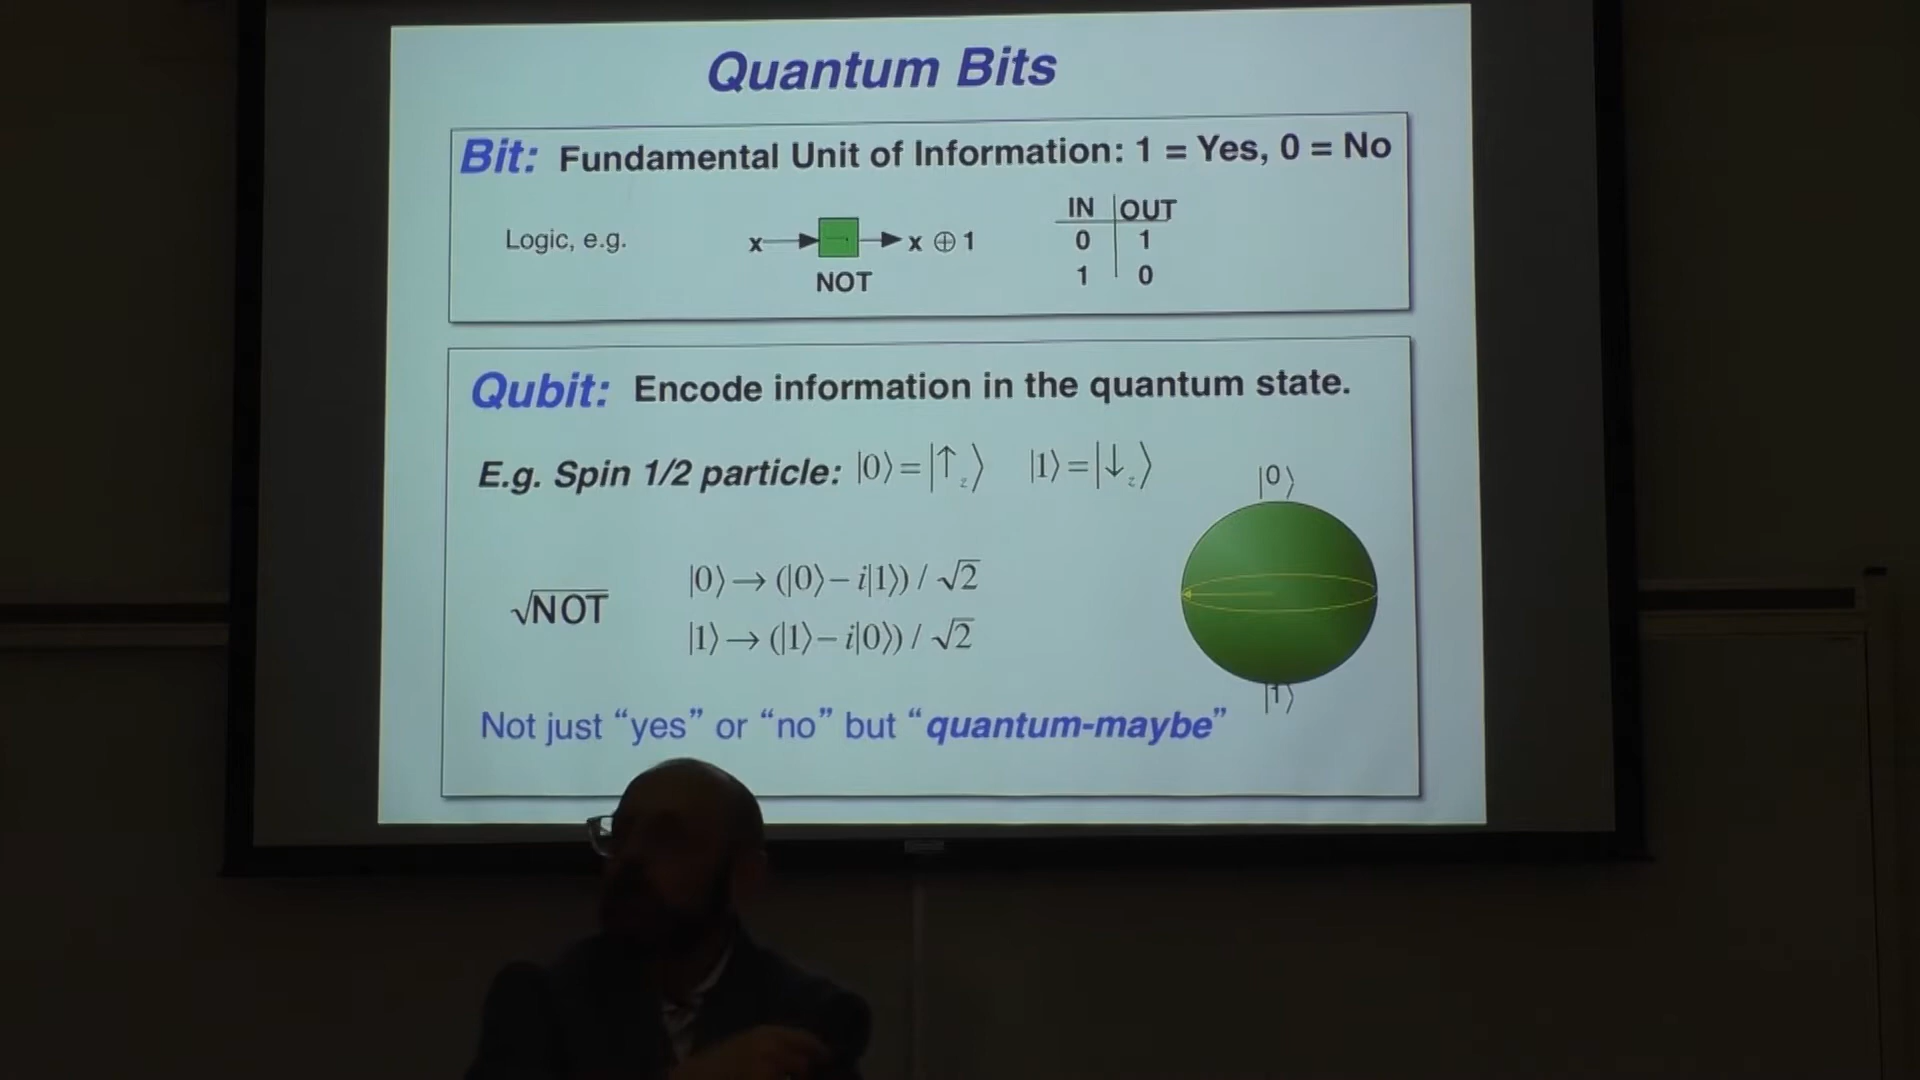 Quantum Bits
Bit: Fundamental Unit of Information: 1 = Yes, 0 = No
Logic, e.g.
x → ¬ → x ⊕ 1
NOT
IN | OUT
0 | 1
1 | 0
Qubit: Encode information in the quantum state.
E.g. Spin 1/2 particle: |0⟩ = |↑z⟩ |1⟩ = |↓z⟩
|0⟩
√NOT
|0⟩ → (|0⟩ − i|1⟩) / √2
|1⟩ → (|1⟩ − i|0⟩) / √2
|1⟩
Not just “yes” or “no” but “quantum-maybe”